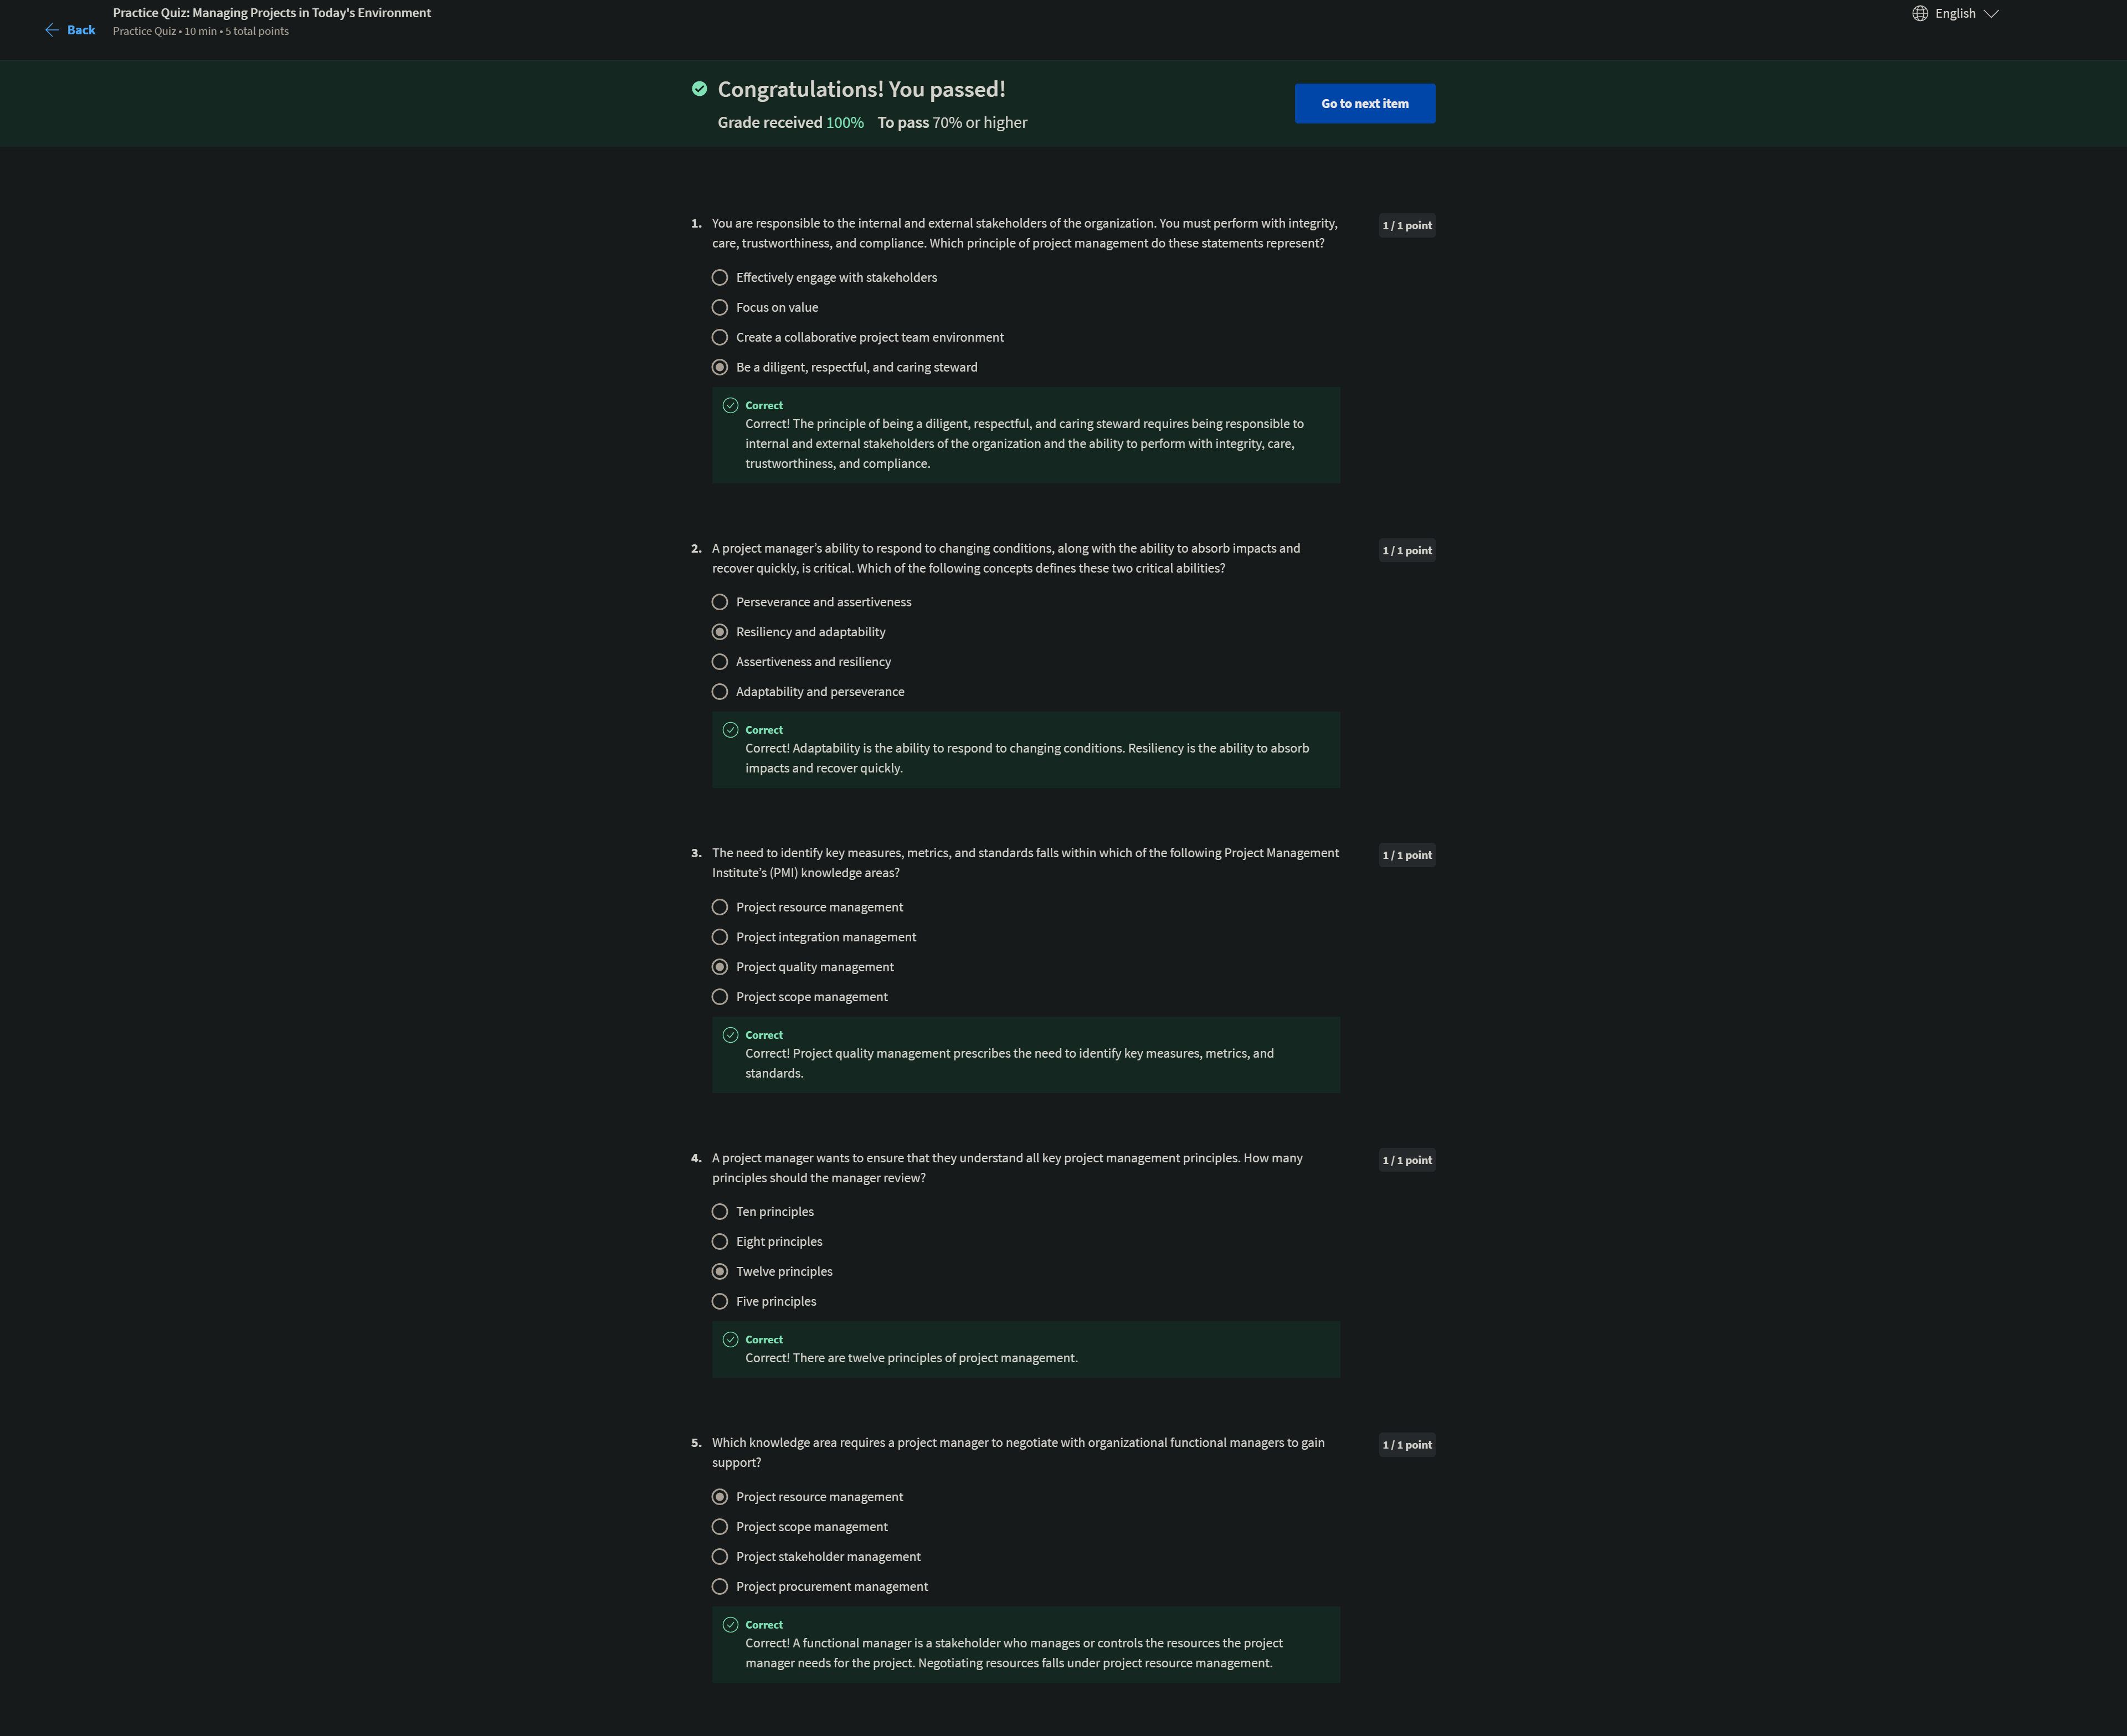 Practice Quiz: Managing Projects in Today's Environment
English
Back
Practice Quiz • 10 min • 5 total points
Congratulations! You passed!
Go to next item
Grade received 100% To pass 70% or higher
1. You are responsible to the internal and external stakeholders of the organization. You must perform with integrity,
care, trustworthiness, and compliance. Which principle of project management do these statements represent?
1 / 1 point
Effectively engage with stakeholders
Focus on value
Create a collaborative project team environment
Be a diligent, respectful, and caring steward
Correct
Correct! The principle of being a diligent, respectful, and caring steward requires being responsible to
internal and external stakeholders of the organization and the ability to perform with integrity, care,
trustworthiness, and compliance.
2. A project manager’s ability to respond to changing conditions, along with the ability to absorb impacts and
recover quickly, is critical. Which of the following concepts defines these two critical abilities?
1 / 1 point
Perseverance and assertiveness
Resiliency and adaptability
Assertiveness and resiliency
Adaptability and perseverance
Correct
Correct! Adaptability is the ability to respond to changing conditions. Resiliency is the ability to absorb
impacts and recover quickly.
3. The need to identify key measures, metrics, and standards falls within which of the following Project Management
Institute’s (PMI) knowledge areas?
1 / 1 point
Project resource management
Project integration management
Project quality management
Project scope management
Correct
Correct! Project quality management prescribes the need to identify key measures, metrics, and
standards.
4. A project manager wants to ensure that they understand all key project management principles. How many
principles should the manager review?
1 / 1 point
Ten principles
Eight principles
Twelve principles
Five principles
Correct
Correct! There are twelve principles of project management.
5. Which knowledge area requires a project manager to negotiate with organizational functional managers to gain
support?
1 / 1 point
Project resource management
Project scope management
Project stakeholder management
Project procurement management
Correct
Correct! A functional manager is a stakeholder who manages or controls the resources the project
manager needs for the project. Negotiating resources falls under project resource management.